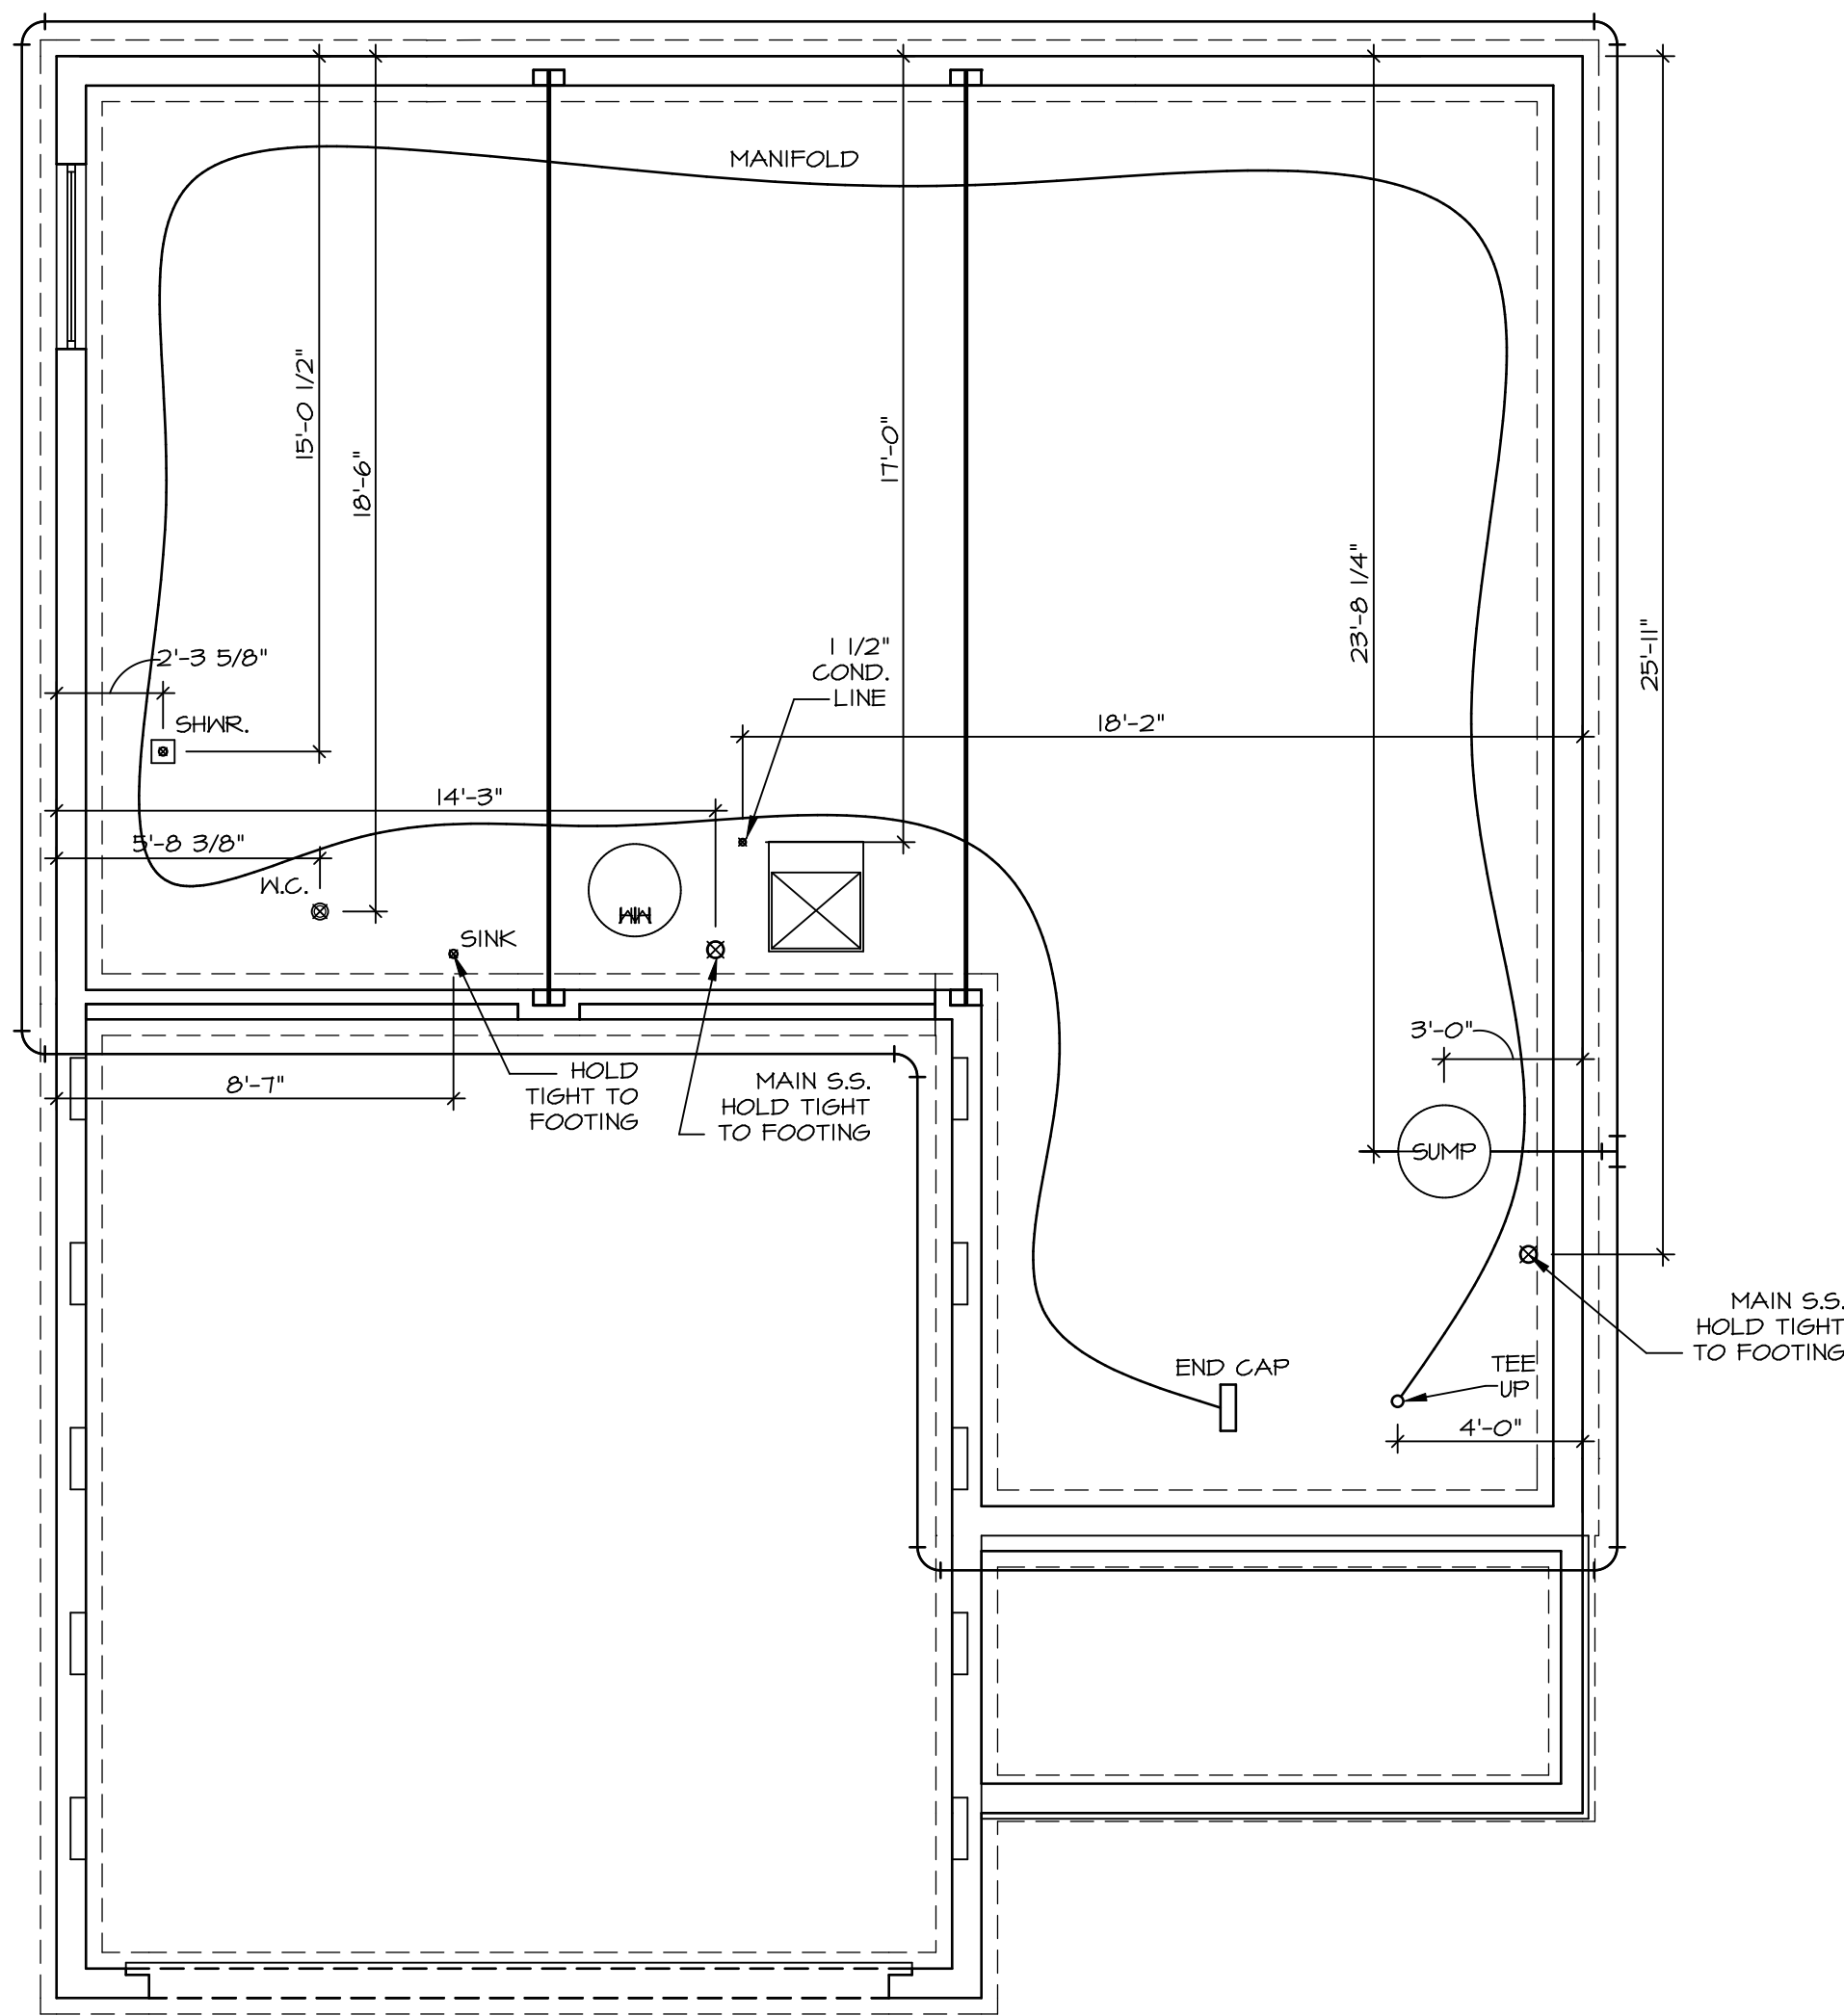 MANIFOLD
15'-0 1/2"
18'-6"
17'-0"
23'-8 1/4"
25'-11"
2'-3 5/8"
SHWR.
1 1/2"
COND.
LINE
18'-2"
14'-3"
5'-8 3/8"
W.C.
SINK
3'-0"
HOLD
TIGHT TO
FOOTING
MAIN S.S.
HOLD TIGHT
TO FOOTING
8'-7"
SUMP
MAIN S.S.
HOLD TIGHT
TO FOOTING
END CAP
TEE
UP
4'-0"